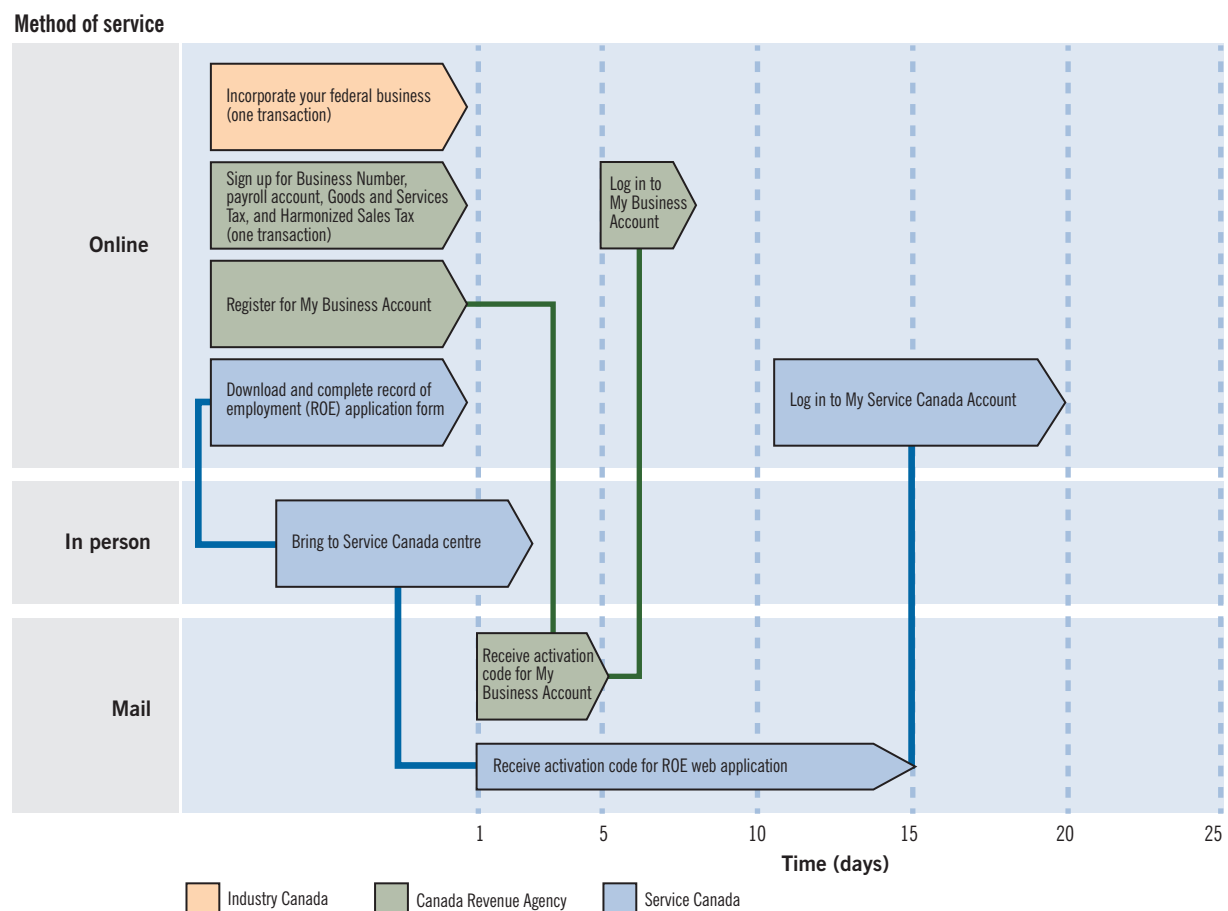 Method of service
Online
Incorporate your federal business
(one transaction)
Sign up for Business Number,
payroll account, Goods and Services
Tax, and Harmonized Sales Tax
(one transaction)
Log in to
My Business
Account
Register for My Business Account
Download and complete record of
employment (ROE) application form
Log in to My Service Canada Account
In person
Bring to Service Canada centre
Mail
Receive activation
code for My
Business Account
Receive activation code for ROE web application
1 5 10 15 20 25
Time (days)
Industry Canada Canada Revenue Agency Service Canada